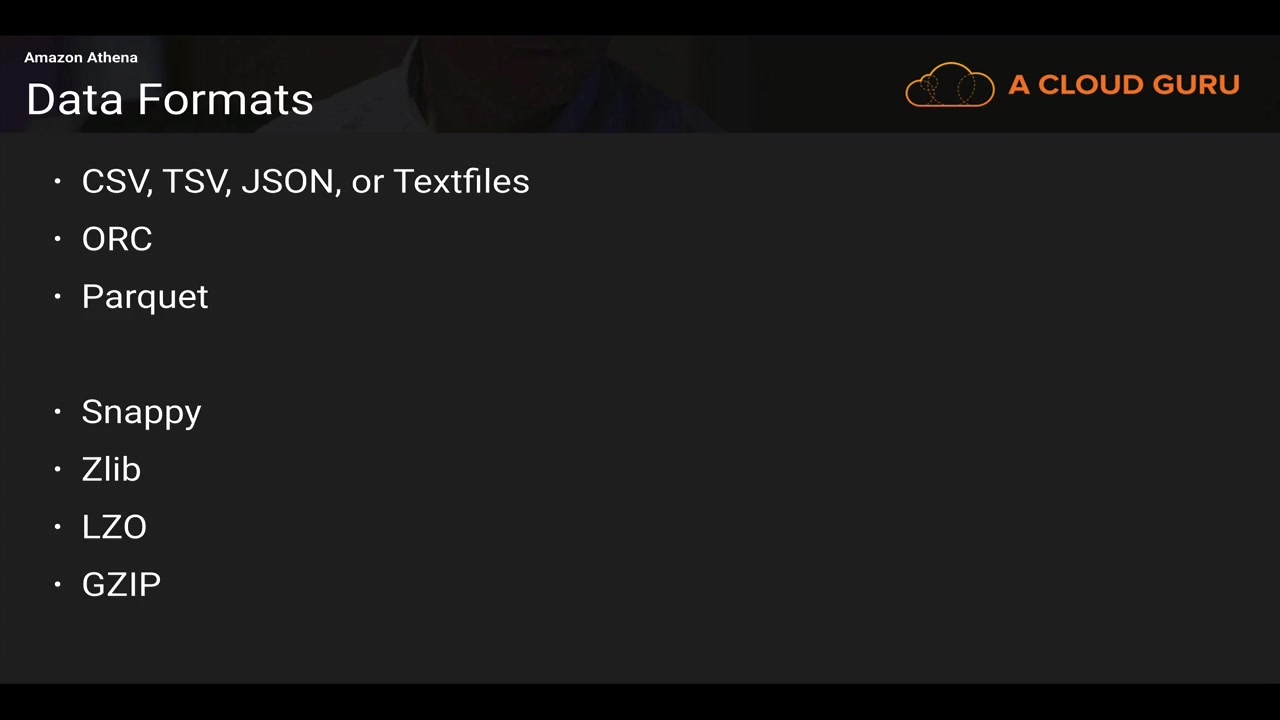 Amazon Athena
Data Formats
A CLOUD GURU
• CSV, TSV, JSON, or Textfiles
• ORC
• Parquet
• Snappy
• Zlib
• LZO
• GZIP